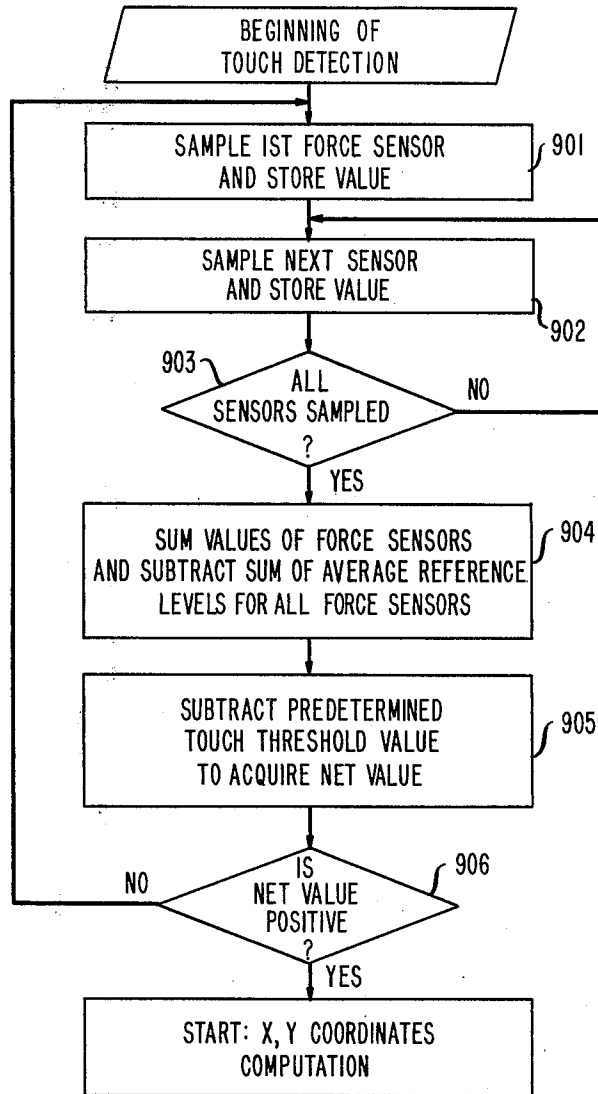 BEGINNING OF
TOUCH DETECTION
SAMPLE IST FORCE SENSOR
AND STORE VALUE
901
SAMPLE NEXT SENSOR
AND STORE VALUE
902
903
ALL
SENSORS SAMPLED
?
NO
YES
SUM VALUES OF FORCE SENSORS
AND SUBTRACT SUM OF AVERAGE REFERENCE
LEVELS FOR ALL FORCE SENSORS
904
SUBTRACT PREDETERMINED
TOUCH THRESHOLD VALUE
TO ACQUIRE NET VALUE
905
IS
NET VALUE
POSITIVE
?
906
NO
YES
START: X, Y COORDINATES
COMPUTATION